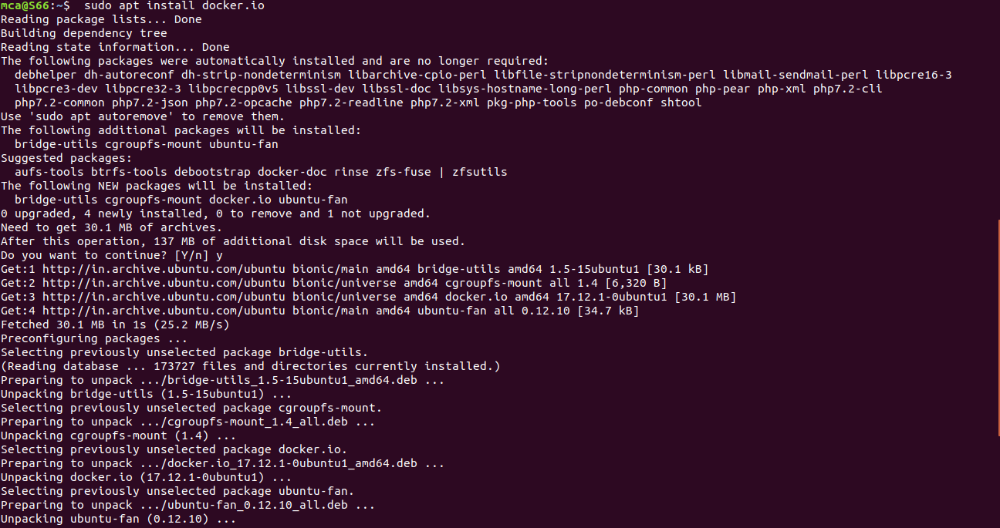 mca@S66:~$  sudo apt install docker.io
Reading package lists... Done
Building dependency tree
Reading state information... Done
The following packages were automatically installed and are no longer required:
  debhelper dh-autoreconf dh-strip-nondeterminism libarchive-cpio-perl libfile-stripnondeterminism-perl libmail-sendmail-perl libpcre16-3
  libpcre3-dev libpcre32-3 libpcrecpp0v5 libssl-dev libssl-doc libsys-hostname-long-perl php-common php-pear php-xml php7.2-cli
  php7.2-common php7.2-json php7.2-opcache php7.2-readline php7.2-xml pkg-php-tools po-debconf shtool
Use 'sudo apt autoremove' to remove them.
The following additional packages will be installed:
  bridge-utils cgroupfs-mount ubuntu-fan
Suggested packages:
  aufs-tools btrfs-tools debootstrap docker-doc rinse zfs-fuse | zfsutils
The following NEW packages will be installed:
  bridge-utils cgroupfs-mount docker.io ubuntu-fan
0 upgraded, 4 newly installed, 0 to remove and 1 not upgraded.
Need to get 30.1 MB of archives.
After this operation, 137 MB of additional disk space will be used.
Do you want to continue? [Y/n] y
Get:1 http://in.archive.ubuntu.com/ubuntu bionic/main amd64 bridge-utils amd64 1.5-15ubuntu1 [30.1 kB]
Get:2 http://in.archive.ubuntu.com/ubuntu bionic/universe amd64 cgroupfs-mount all 1.4 [6,320 B]
Get:3 http://in.archive.ubuntu.com/ubuntu bionic/universe amd64 docker.io amd64 17.12.1-0ubuntu1 [30.1 MB]
Get:4 http://in.archive.ubuntu.com/ubuntu bionic/main amd64 ubuntu-fan all 0.12.10 [34.7 kB]
Fetched 30.1 MB in 1s (25.2 MB/s)
Preconfiguring packages ...
Selecting previously unselected package bridge-utils.
(Reading database ... 173727 files and directories currently installed.)
Preparing to unpack .../bridge-utils_1.5-15ubuntu1_amd64.deb ...
Unpacking bridge-utils (1.5-15ubuntu1) ...
Selecting previously unselected package cgroupfs-mount.
Preparing to unpack .../cgroupfs-mount_1.4_all.deb ...
Unpacking cgroupfs-mount (1.4) ...
Selecting previously unselected package docker.io.
Preparing to unpack .../docker.io_17.12.1-0ubuntu1_amd64.deb ...
Unpacking docker.io (17.12.1-0ubuntu1) ...
Selecting previously unselected package ubuntu-fan.
Preparing to unpack .../ubuntu-fan_0.12.10_all.deb ...
Unpacking ubuntu-fan (0.12.10) ...